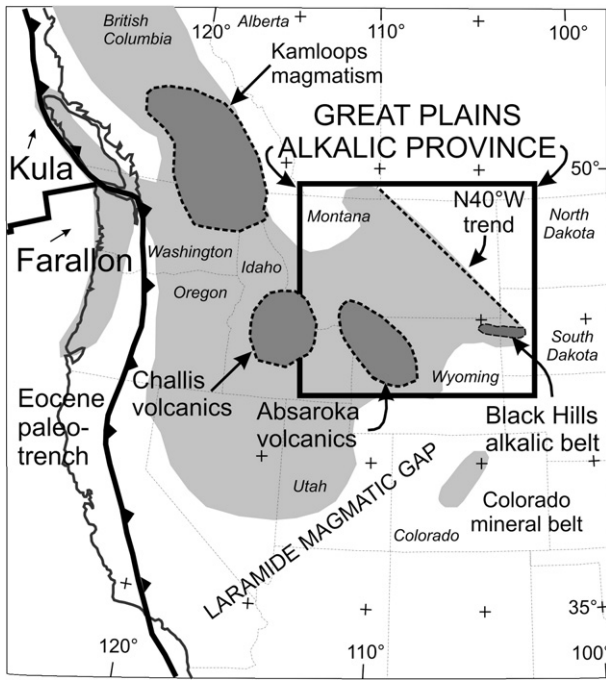 British
Columbia
120°
Alberta
110°
100°
Kamloops
magmatism
GREAT PLAINS
ALKALIC PROVINCE
50°
Kula
Montana
N40°W
trend
North
Dakota
Farallon
Washington
Idaho
Oregon
South
Dakota
Challis
volcanics
Wyoming
Eocene
paleo-
trench
Absaroka
volcanics
Black Hills
alkalic belt
Utah
LARAMIDE MAGMATIC GAP
Colorado
mineral belt
Colorado
35°
120°
110°
100°